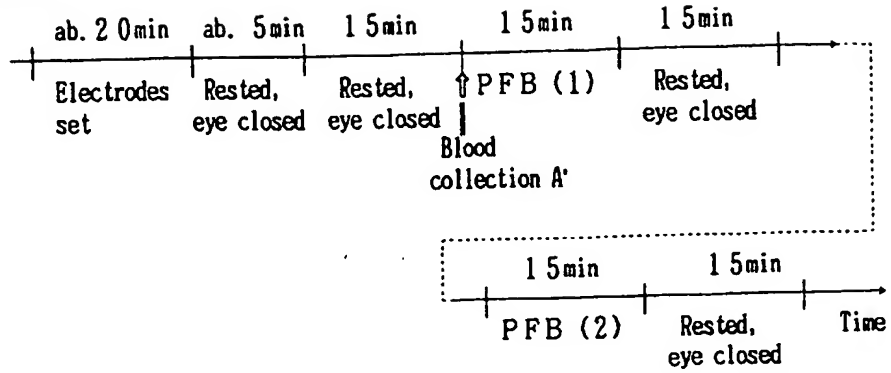 ab. 20min ab. 5min 15min 15min 15min
Electrodes set
Rested, eye closed
Rested, eye closed
PFB (1)
Rested, eye closed
Blood collection A'
15min 15min
PFB (2)
Rested, eye closed
Time